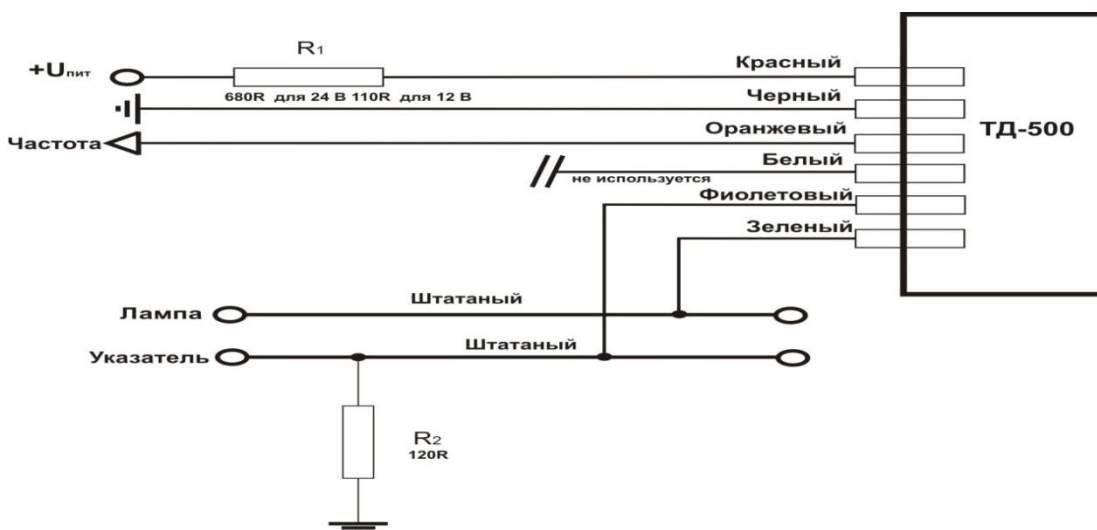 R₁
+Uпит
680R для 24 В 110R для 12 В
Красный
Черный
Частота
Оранжевый
ТД-500
Белый
не используется
Фиолетовый
Зеленый
Штатаный
Лампа
Штатаный
Указатель
R₂
120R